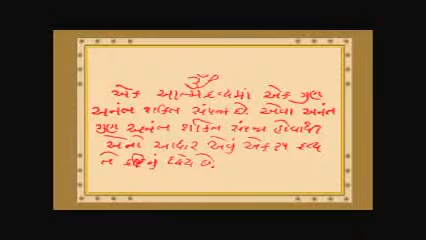 ૐ
એક આત્મદ્રવ્યમાં એક ગુણ
અનંત શક્તિ સંપન્ન છે. એવા અનંત
ગુણ અનંત શક્તિ સંપન્ન હોવાથી
એનો આધાર એવું એકરૂપ દ્રવ્ય
તે દ્રષ્ટિનું ધ્યેય છે.